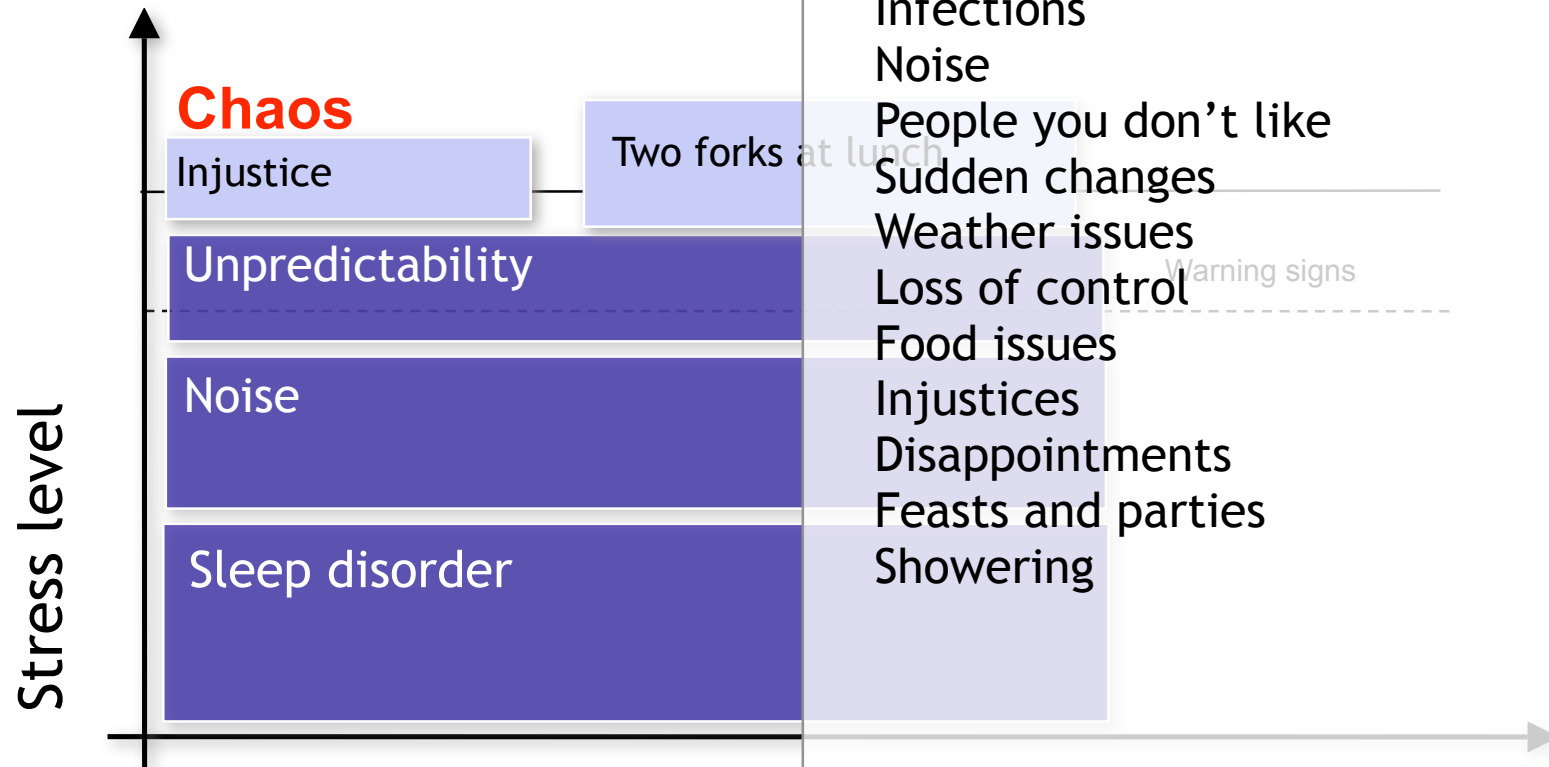 Chaos
Injustice
Two forks at lunch
Unpredictability
Noise
Sleep disorder
Stress level
Warning signs
Infections
Noise
People you don’t like
Sudden changes
Weather issues
Loss of control
Food issues
Injustices
Disappointments
Feasts and parties
Showering